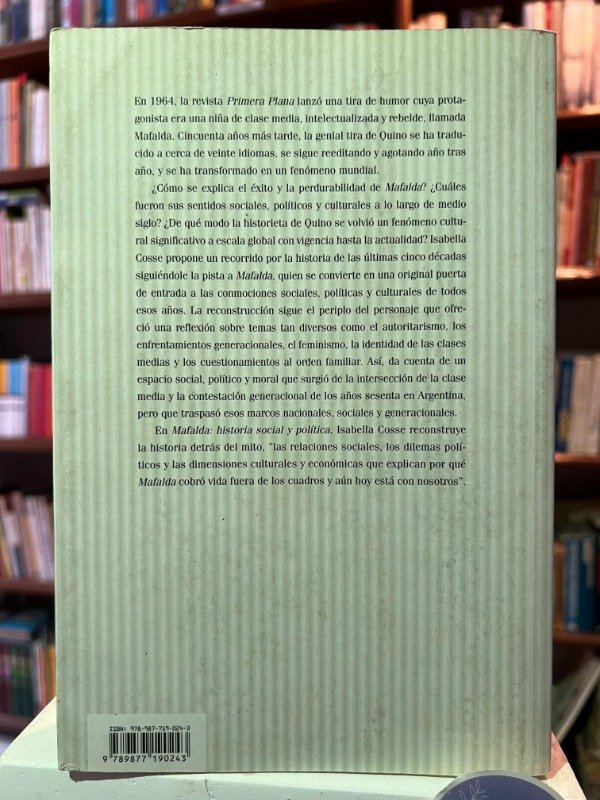 En 1964, la revista Primera Plana lanzó una tira de humor cuya prota-
gonista era una niña de clase media, intelectualizada y rebelde, llamada
Mafalda. Cincuenta años más tarde, la genial tira de Quino se ha tradu-
cido a cerca de veinte idiomas, se sigue reeditando y agotando año tras
año, y se ha transformado en un fenómeno mundial.
¿Cómo se explica el éxito y la perdurabilidad de Mafalda? ¿Cuáles
fueron sus sentidos sociales, políticos y culturales a lo largo de medio
siglo? ¿De qué modo la historieta de Quino se volvió un fenómeno cultu-
ral significativo a escala global con vigencia hasta la actualidad? Isabella
Cosse propone un recorrido por la historia de las últimas cinco décadas
siguiéndole la pista a Mafalda, quien se convierte en una original puerta
de entrada a las conmociones sociales, políticas y culturales de todos
esos años. La reconstrucción sigue el periplo del personaje que ofre-
ció una reflexión sobre temas tan diversos como el autoritarismo, los
enfrentamientos generacionales, el feminismo, la identidad de las clases
medias y los cuestionamientos al orden familiar. Así, da cuenta de un
espacio social, político y moral que surgió de la intersección de la clase
media y la contestación generacional de los años sesenta en Argentina,
pero que traspasó esos marcos nacionales, sociales y generacionales.
En Mafalda: historia social y política, Isabella Cosse reconstruye
la historia detrás del mito, "las relaciones sociales, los dilemas polí-
ticos y las dimensiones culturales y económicas que explican por qué
Mafalda cobró vida fuera de los cuadros y aún hoy está con nosotros".
ISBN: 978-987-719-024-3
9 789877 190243